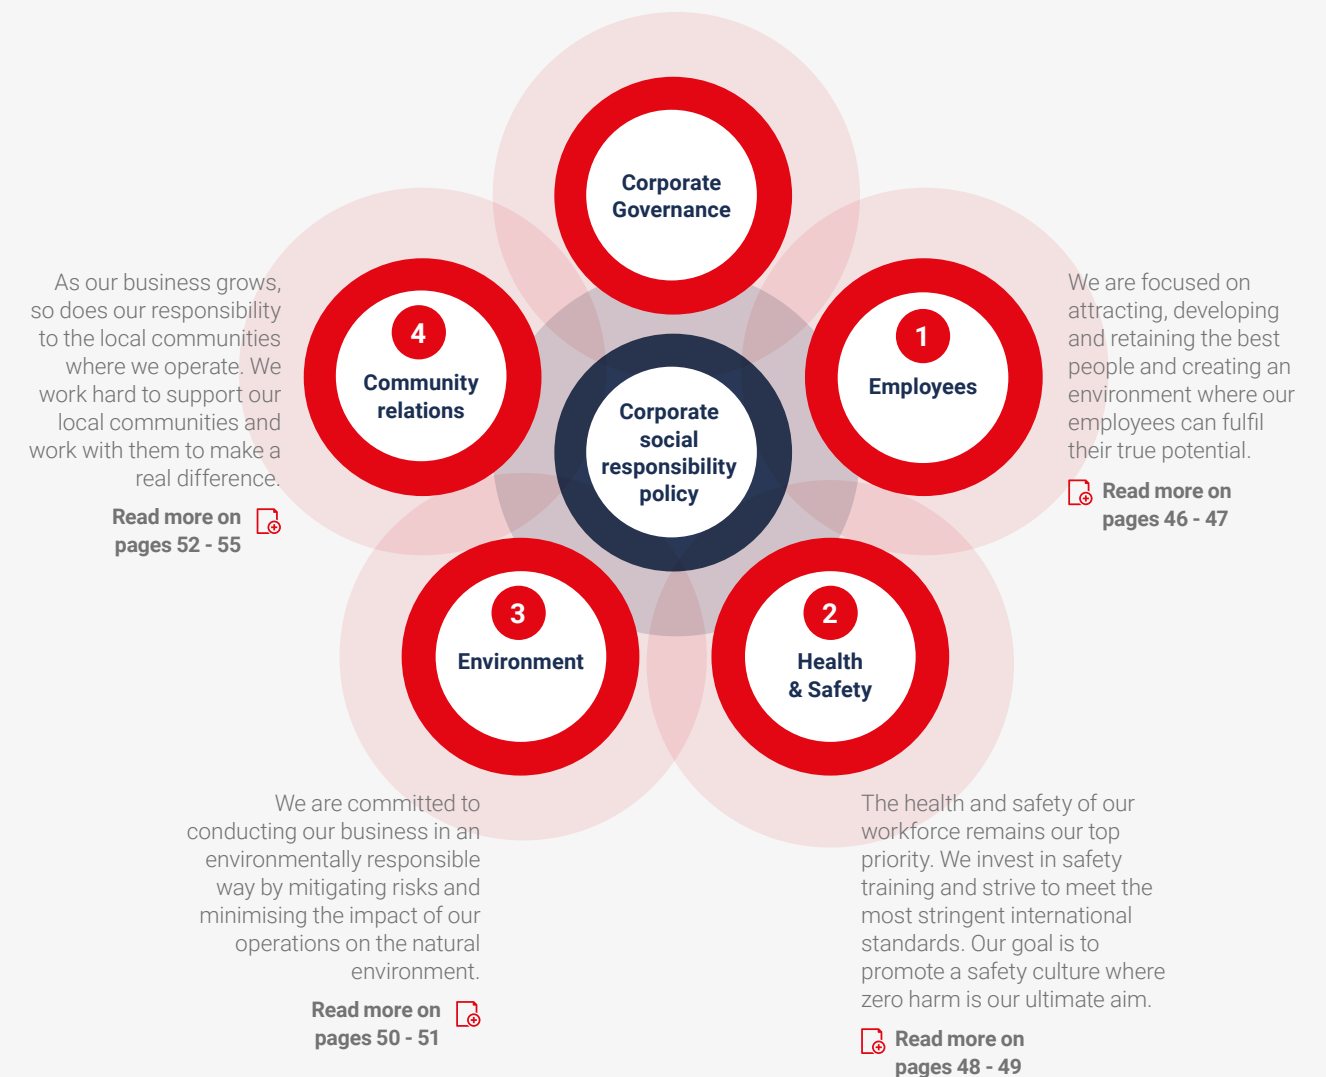 Corporate
Governance
4
Community
relations
As our business grows,
so does our responsibility
to the local communities
where we operate. We
work hard to support our
local communities and
work with them to make a
real difference.
Read more on
pages 52 - 55
Corporate
social
responsibility
policy
1
Employees
We are focused on
attracting, developing
and retaining the best
people and creating an
environment where our
employees can fulfil
their true potential.
Read more on
pages 46 - 47
3
Environment
We are committed to
conducting our business in an
environmentally responsible
way by mitigating risks and
minimising the impact of our
operations on the natural
environment.
Read more on
pages 50 - 51
2
Health
& Safety
The health and safety of our
workforce remains our top
priority. We invest in safety
training and strive to meet the
most stringent international
standards. Our goal is to
promote a safety culture where
zero harm is our ultimate aim.
Read more on
pages 48 - 49